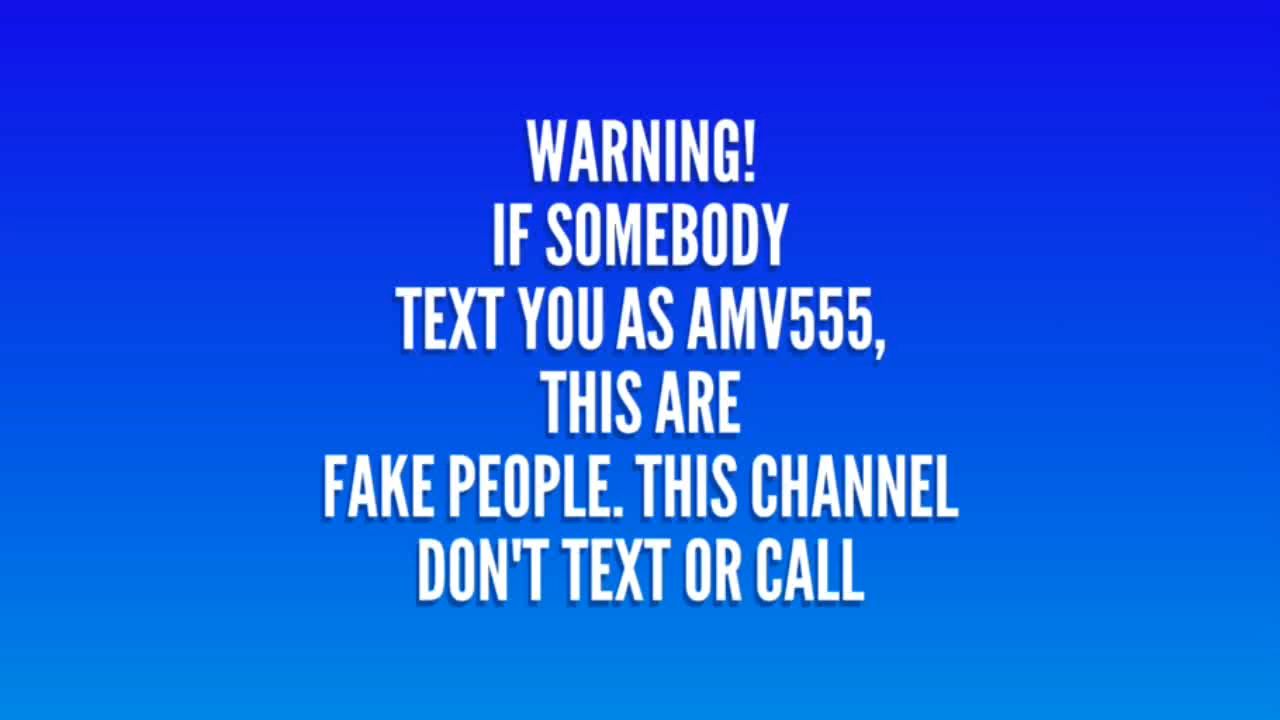 WARNING!
IF SOMEBODY
TEXT YOU AS AMV555,
THIS ARE
FAKE PEOPLE. THIS CHANNEL
DON'T TEXT OR CALL